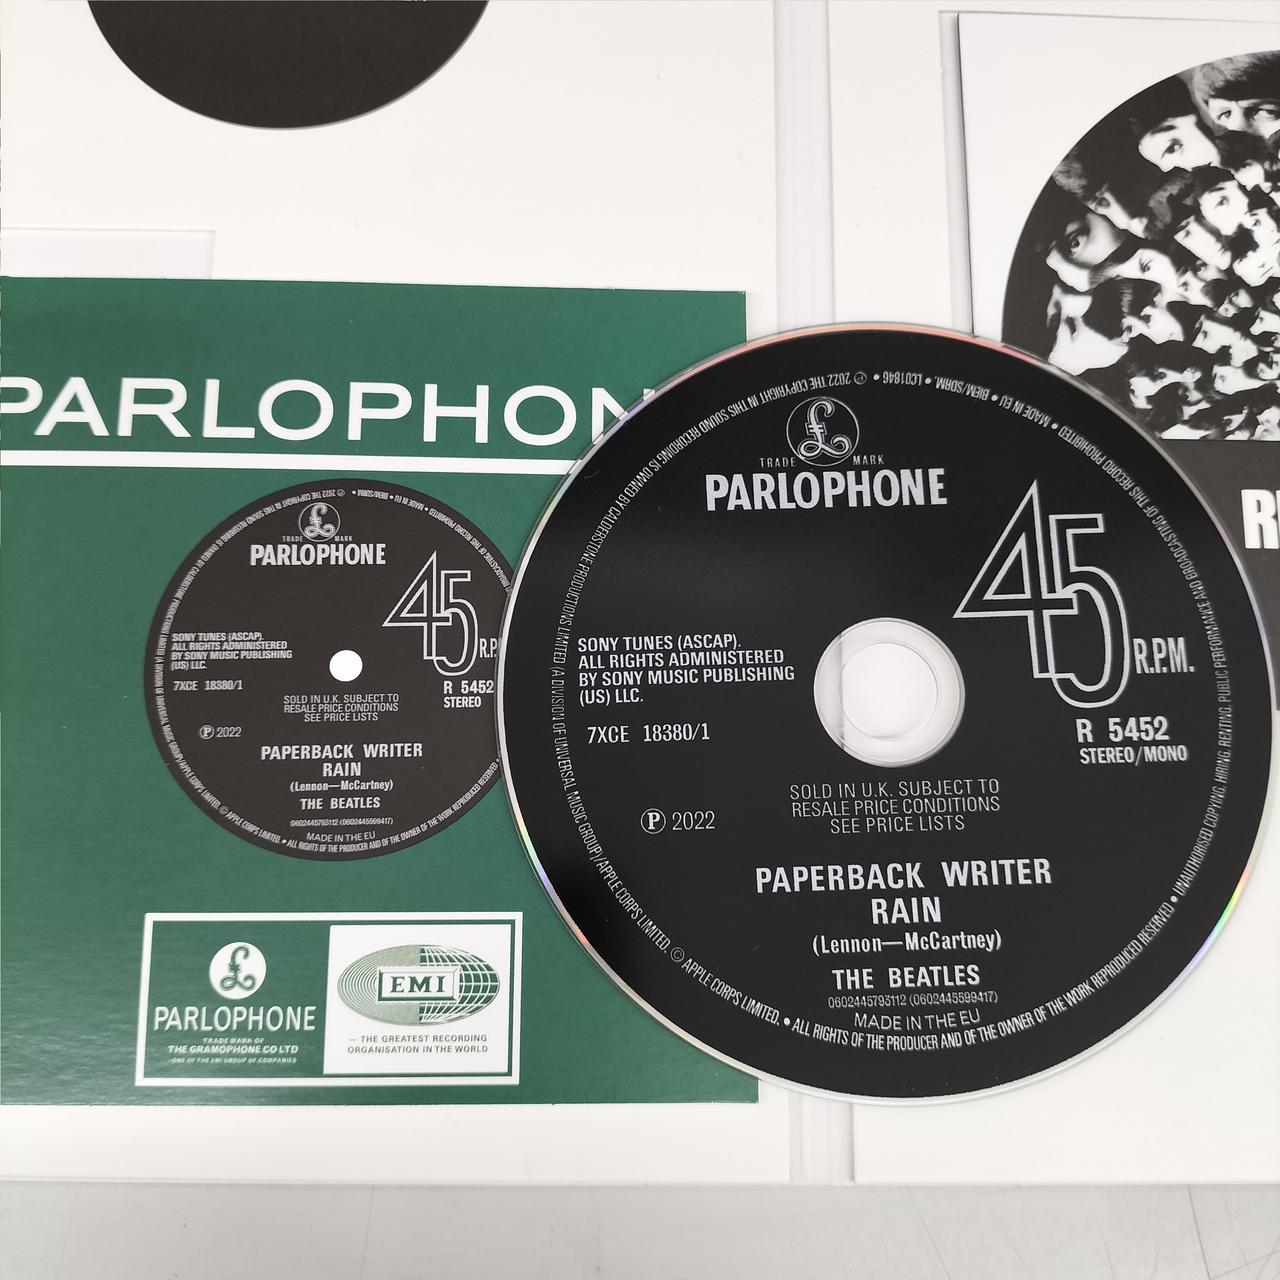 PARLOPHON
TRADE MARK
PARLOPHONE
45
SONY TUNES (ASCAP).
ALL RIGHTS ADMINISTERED
BY SONY MUSIC PUBLISHING
(US) LLC.
7XCE 18380/1
R 5452
STEREO
SOLD IN U.K. SUBJECT TO
RESALE PRICE CONDITIONS
SEE PRICE LISTS
Ⓟ 2022
PAPERBACK WRITER
RAIN
(Lennon—McCartney)
THE BEATLES
0602445793112 (0602445599417)
MADE IN THE EU
PARLOPHONE
TRADE MARK OF
THE GRAMOPHONE CO LTD
ONE OF THE EMI GROUP OF COMPANIES
EMI
— THE GREATEST RECORDING
ORGANISATION IN THE WORLD
£
TRADE MARK
PARLOPHONE
45
R.P.M.
SONY TUNES (ASCAP).
ALL RIGHTS ADMINISTERED
BY SONY MUSIC PUBLISHING
(US) LLC.
7XCE 18380/1
R 5452
STEREO/MONO
SOLD IN U.K. SUBJECT TO
RESALE PRICE CONDITIONS
SEE PRICE LISTS
Ⓟ 2022
PAPERBACK WRITER
RAIN
(Lennon—McCartney)
THE BEATLES
0602445793112 (0602445599417)
MADE IN THE EU
Ⓟ 2022 THE COPYRIGHT IN THIS SOUND RECORDING IS OWNED BY CALDERSTONE PRODUCTIONS LIMITED (A DIVISION OF UNIVERSAL MUSIC GROUP)/APPLE CORPS LIMITED. © APPLE CORPS LIMITED. • ALL RIGHTS OF THE PRODUCER AND OF THE OWNER OF THE WORK REPRODUCED RESERVED • UNAUTHORISED COPYING, HIRING, RENTING, PUBLIC PERFORMANCE AND BROADCASTING OF THIS RECORD PROHIBITED • MADE IN EU • BIEM/SDRM. • LC01846 •
R